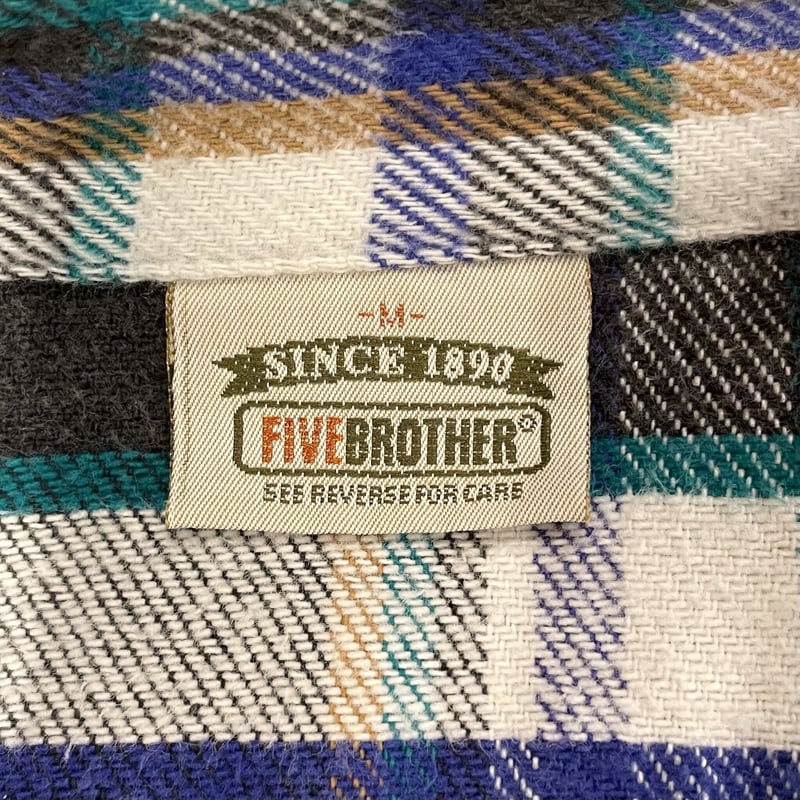 -M-
SINCE 1890
FIVEBROTHER®
SEE REVERSE FOR CARE